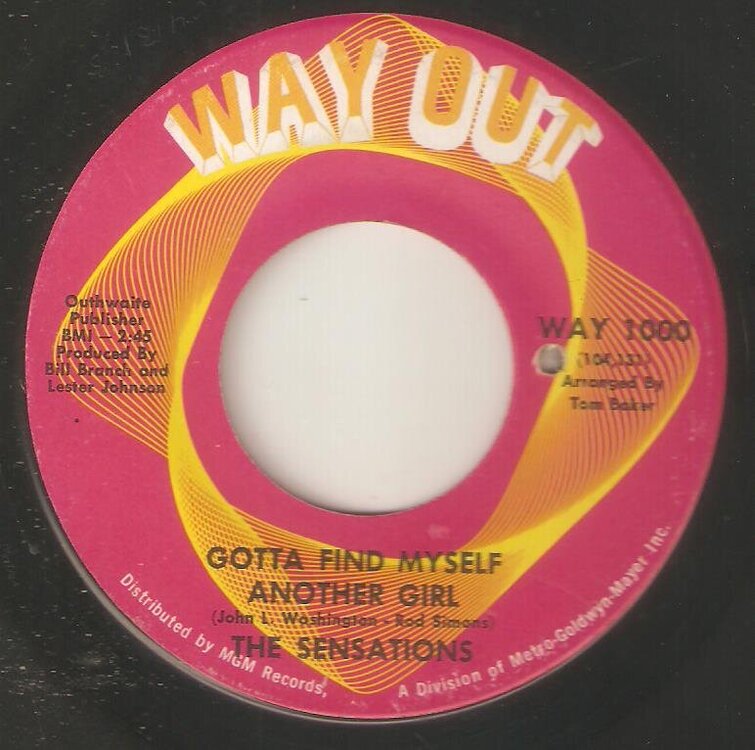 WAY OUT
Outhwaite
Publisher
BMI – 2:45
Produced By
Bill Branch and
Lester Johnson
WAY 1000
Arranged By
Tom Baker
GOTTA FIND MYSELF
ANOTHER GIRL
(John L. Washington - Rod Simons)
THE SENSATIONS
Distributed by MGM Records,
A Division of Metro-Goldwyn-Mayer Inc.